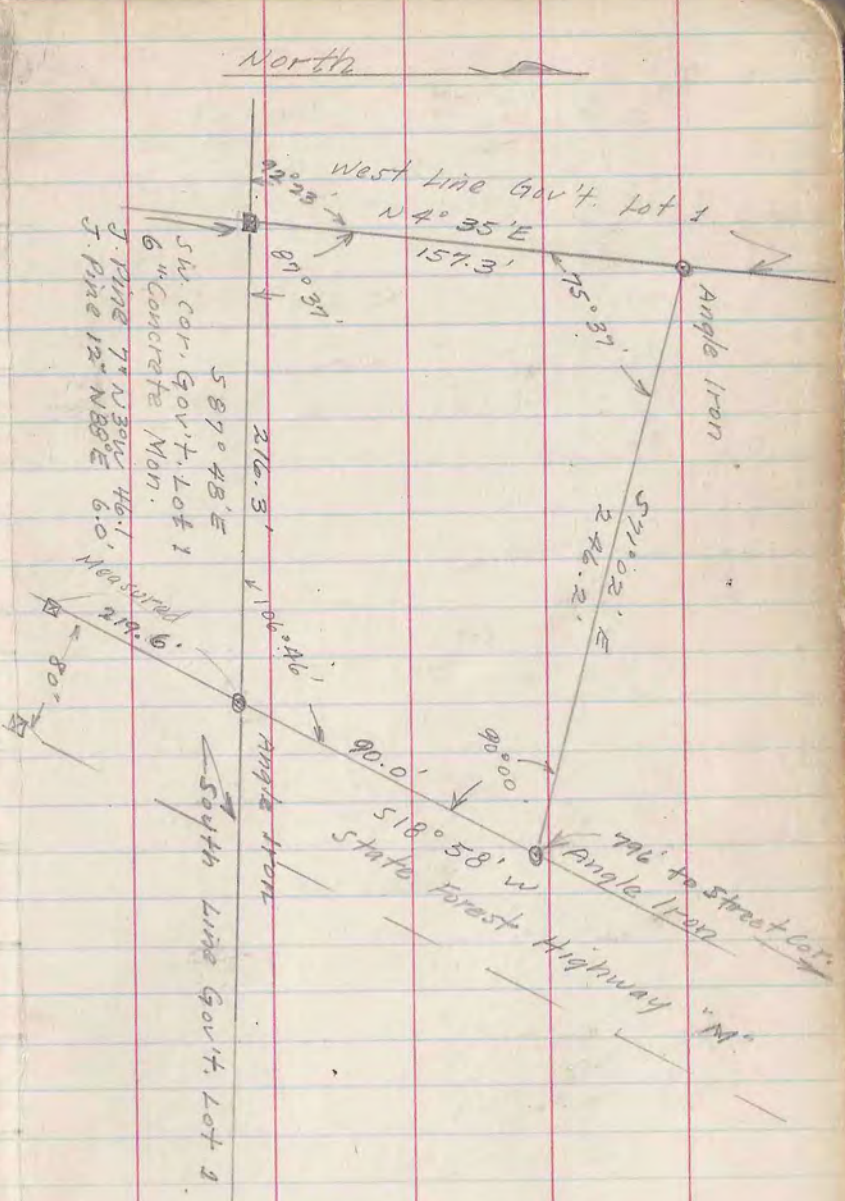 North
West Line Gov't. Lot 1
N 4° 35' E
157.3'
92° 23'
87° 37'
75° 37'
Angle Iron
S 71° 02' E
246.2'
S 87° 48' E
216.3'
SW. cor. Gov't. Lot 1
6" Concrete Mon.
J. Pine 7" N 30° W 46.1
J. Pine 12" N 88° E 6.0'
Measured
219.6'
80°
106° 46'
Angle Iron
90.0'
S 18° 58' W
90° 00'
State Forest Highway "M"
796' to Street Cor.
Angle Iron
South Line Gov't. Lot 1